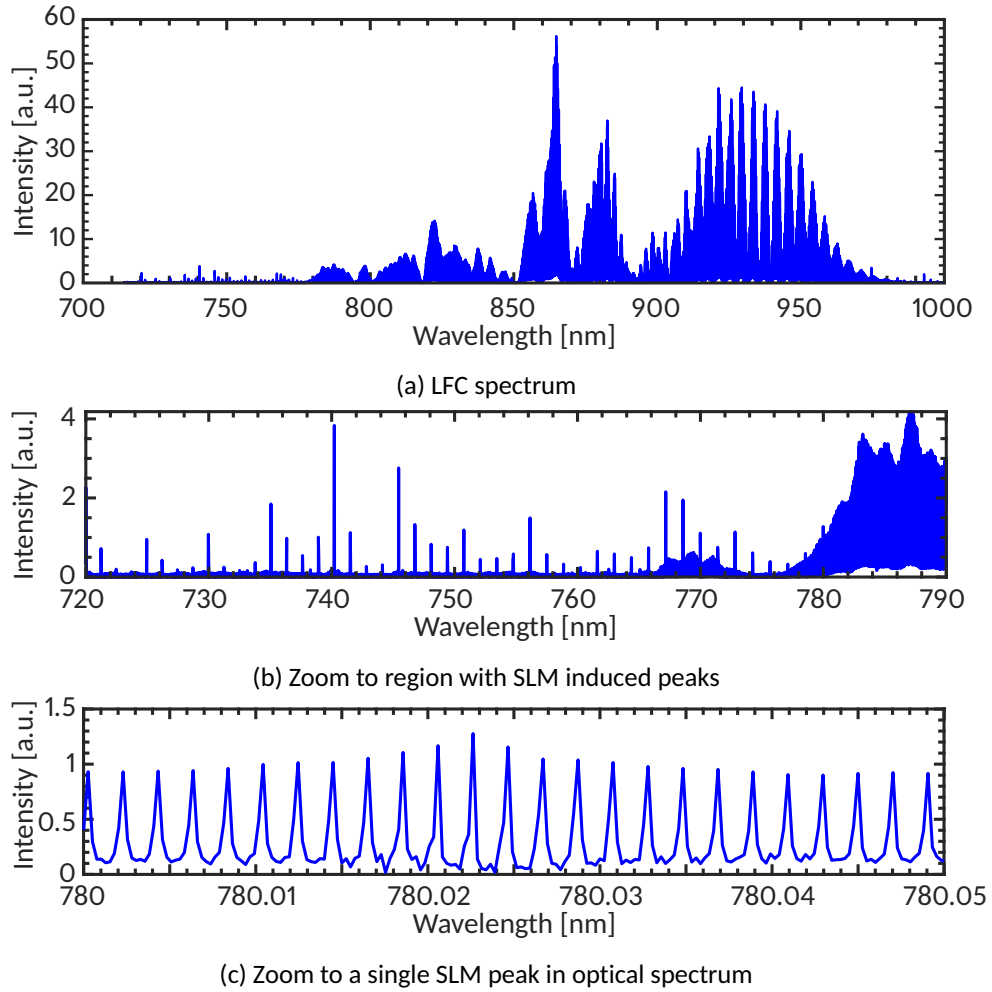 60
50
40
30
20
10
0
Intensity [a.u.]
700 750 800 850 900 950 1000
Wavelength [nm]
(a) LFC spectrum
4
2
0
Intensity [a.u.]
720 730 740 750 760 770 780 790
Wavelength [nm]
(b) Zoom to region with SLM induced peaks
1.5
1
0.5
0
Intensity [a.u.]
780 780.01 780.02 780.03 780.04 780.05
Wavelength [nm]
(c) Zoom to a single SLM peak in optical spectrum